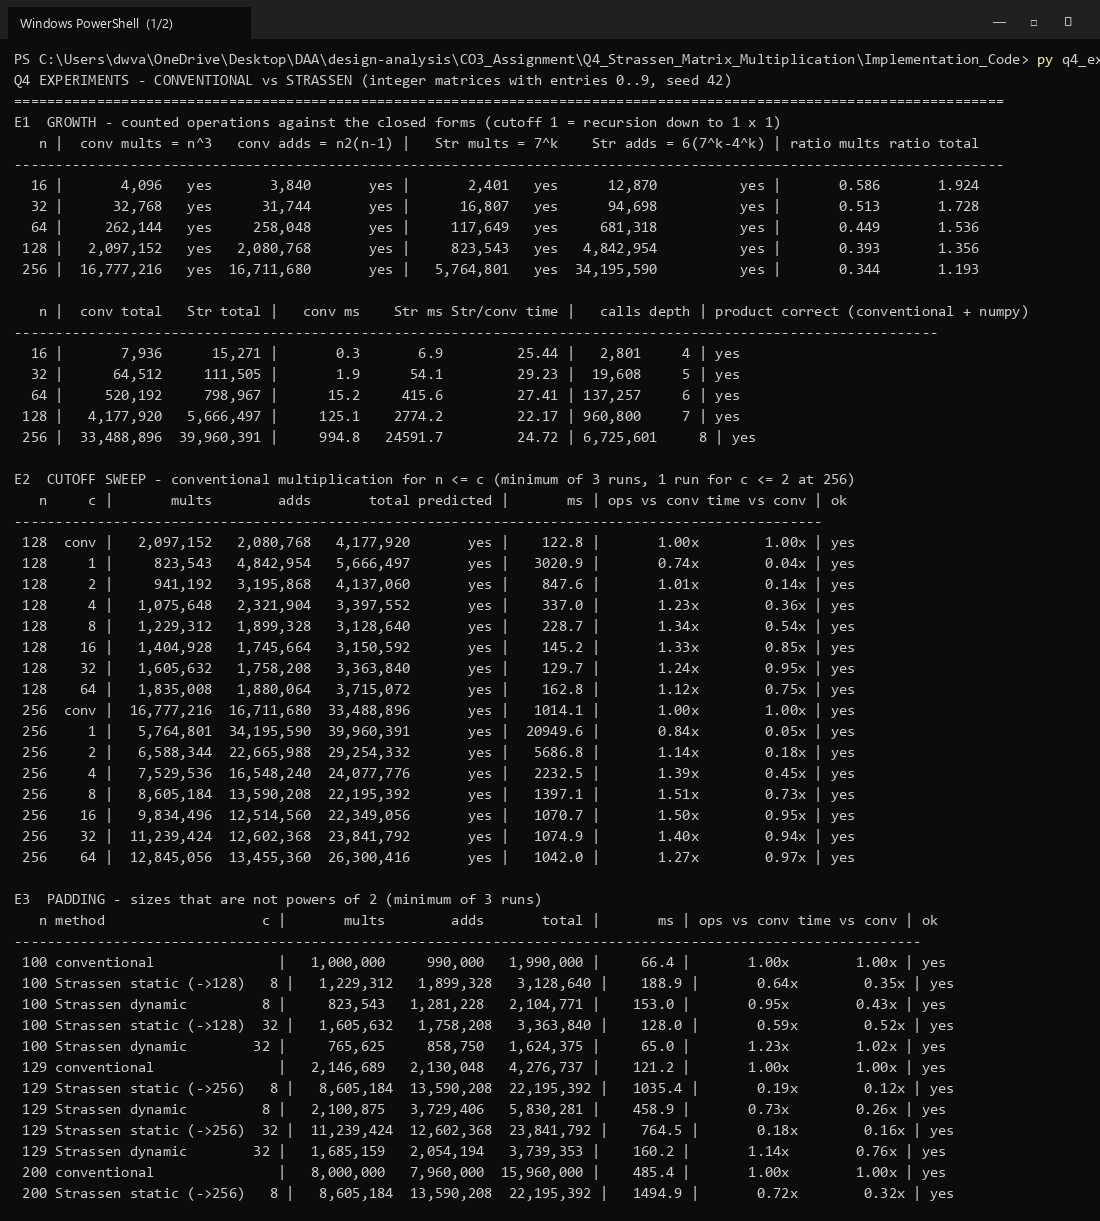 Windows PowerShell (1/2)
PS C:\Users\dwva\OneDrive\Desktop\DAA\design-analysis\CO3_Assignment\Q4_Strassen_Matrix_Multiplication\Implementation_Code> py q4_ex
Q4 EXPERIMENTS - CONVENTIONAL vs STRASSEN (integer matrices with entries 0..9, seed 42)
========================================================================================================================
E1  GROWTH - counted operations against the closed forms (cutoff 1 = recursion down to 1 x 1)
   n |  conv mults = n^3   conv adds = n2(n-1) |   Str mults = 7^k    Str adds = 6(7^k-4^k) | ratio mults ratio total
------------------------------------------------------------------------------------------------------------------------
  16 |       4,096   yes       3,840       yes |       2,401   yes      12,870          yes |       0.586       1.924
  32 |      32,768   yes      31,744       yes |      16,807   yes      94,698          yes |       0.513       1.728
  64 |     262,144   yes     258,048       yes |     117,649   yes     681,318          yes |       0.449       1.536
 128 |   2,097,152   yes   2,080,768       yes |     823,543   yes   4,842,954          yes |       0.393       1.356
 256 |  16,777,216   yes  16,711,680       yes |   5,764,801   yes  34,195,590          yes |       0.344       1.193
   n |  conv total   Str total |   conv ms    Str ms Str/conv time |   calls depth | product correct (conventional + numpy)
----------------------------------------------------------------------------------------------------------------
  16 |       7,936      15,271 |       0.3       6.9         25.44 |   2,801     4 | yes
  32 |      64,512     111,505 |       1.9      54.1         29.23 |  19,608     5 | yes
  64 |     520,192     798,967 |      15.2     415.6         27.41 | 137,257     6 | yes
 128 |   4,177,920   5,666,497 |     125.1    2774.2         22.17 | 960,800     7 | yes
 256 |  33,488,896  39,960,391 |     994.8   24591.7         24.72 | 6,725,601     8 | yes
E2  CUTOFF SWEEP - conventional multiplication for n <= c (minimum of 3 runs, 1 run for c <= 2 at 256)
   n     c |       mults        adds       total predicted |       ms | ops vs conv time vs conv | ok
--------------------------------------------------------------------------------------------------
 128  conv |   2,097,152   2,080,768   4,177,920       yes |    122.8 |       1.00x        1.00x | yes
 128     1 |     823,543   4,842,954   5,666,497       yes |   3020.9 |       0.74x        0.04x | yes
 128     2 |     941,192   3,195,868   4,137,060       yes |    847.6 |       1.01x        0.14x | yes
 128     4 |   1,075,648   2,321,904   3,397,552       yes |    337.0 |       1.23x        0.36x | yes
 128     8 |   1,229,312   1,899,328   3,128,640       yes |    228.7 |       1.34x        0.54x | yes
 128    16 |   1,404,928   1,745,664   3,150,592       yes |    145.2 |       1.33x        0.85x | yes
 128    32 |   1,605,632   1,758,208   3,363,840       yes |    129.7 |       1.24x        0.95x | yes
 128    64 |   1,835,008   1,880,064   3,715,072       yes |    162.8 |       1.12x        0.75x | yes
 256  conv |  16,777,216  16,711,680  33,488,896       yes |   1014.1 |       1.00x        1.00x | yes
 256     1 |   5,764,801  34,195,590  39,960,391       yes |  20949.6 |       0.84x        0.05x | yes
 256     2 |   6,588,344  22,665,988  29,254,332       yes |   5686.8 |       1.14x        0.18x | yes
 256     4 |   7,529,536  16,548,240  24,077,776       yes |   2232.5 |       1.39x        0.45x | yes
 256     8 |   8,605,184  13,590,208  22,195,392       yes |   1397.1 |       1.51x        0.73x | yes
 256    16 |   9,834,496  12,514,560  22,349,056       yes |   1070.7 |       1.50x        0.95x | yes
 256    32 |  11,239,424  12,602,368  23,841,792       yes |   1074.9 |       1.40x        0.94x | yes
 256    64 |  12,845,056  13,455,360  26,300,416       yes |   1042.0 |       1.27x        0.97x | yes
E3  PADDING - sizes that are not powers of 2 (minimum of 3 runs)
   n method                   c |       mults        adds       total |       ms | ops vs conv time vs conv | ok
--------------------------------------------------------------------------------------------------------------
 100 conventional               |   1,000,000     990,000   1,990,000 |     66.4 |       1.00x        1.00x | yes
 100 Strassen static (->128)   8 |   1,229,312   1,899,328   3,128,640 |    188.9 |       0.64x        0.35x | yes
 100 Strassen dynamic         8 |     823,543   1,281,228   2,104,771 |    153.0 |       0.95x        0.43x | yes
 100 Strassen static (->128)  32 |   1,605,632   1,758,208   3,363,840 |    128.0 |       0.59x        0.52x | yes
 100 Strassen dynamic        32 |     765,625     858,750   1,624,375 |     65.0 |       1.23x        1.02x | yes
 129 conventional               |   2,146,689   2,130,048   4,276,737 |    121.2 |       1.00x        1.00x | yes
 129 Strassen static (->256)   8 |   8,605,184  13,590,208  22,195,392 |   1035.4 |       0.19x        0.12x | yes
 129 Strassen dynamic         8 |   2,100,875   3,729,406   5,830,281 |    458.9 |       0.73x        0.26x | yes
 129 Strassen static (->256)  32 |  11,239,424  12,602,368  23,841,792 |    764.5 |       0.18x        0.16x | yes
 129 Strassen dynamic        32 |   1,685,159   2,054,194   3,739,353 |    160.2 |       1.14x        0.76x | yes
 200 conventional               |   8,000,000   7,960,000  15,960,000 |    485.4 |       1.00x        1.00x | yes
 200 Strassen static (->256)   8 |   8,605,184  13,590,208  22,195,392 |   1494.9 |       0.72x        0.32x | yes